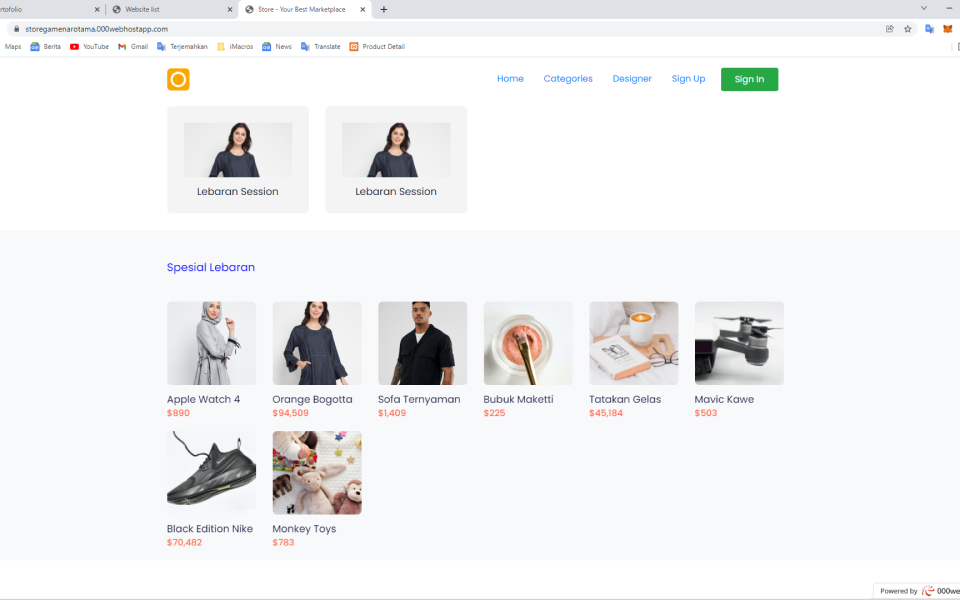 rtofolio
Website list
Store - Your Best Marketplace
storegamenarotama.000webhostapp.com
Maps Berita YouTube Gmail Terjemahkan iMacros News Translate Product Detail
Home Categories Designer Sign Up Sign In
Lebaran Session Lebaran Session
Spesial Lebaran
Apple Watch 4 Orange Bogotta Sofa Ternyaman Bubuk Maketti Tatakan Gelas Mavic Kawe
$890 $94,509 $1,409 $225 $45,184 $503
Black Edition Nike Monkey Toys
$70,482 $783
Powered by 000we